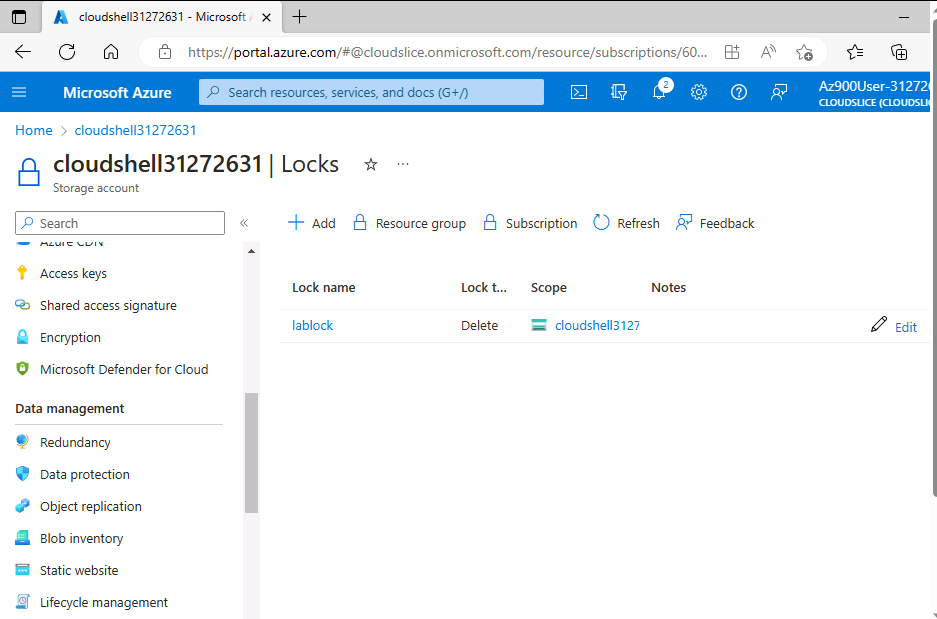 cloudshell31272631 - Microsoft A
https://portal.azure.com/#@cloudslice.onmicrosoft.com/resource/subscriptions/60...
Microsoft Azure
Search resources, services, and docs (G+/)
2
Az900User-312726
CLOUDSLICE (CLOUDSLIC
Home > cloudshell31272631
cloudshell31272631 | Locks
Storage account
Search
Add
Resource group
Subscription
Refresh
Feedback
Azure CDN
Access keys
Shared access signature
Encryption
Microsoft Defender for Cloud
Data management
Redundancy
Data protection
Object replication
Blob inventory
Static website
Lifecycle management
Lock name Lock t... Scope Notes
lablock Delete cloudshell3127 Edit